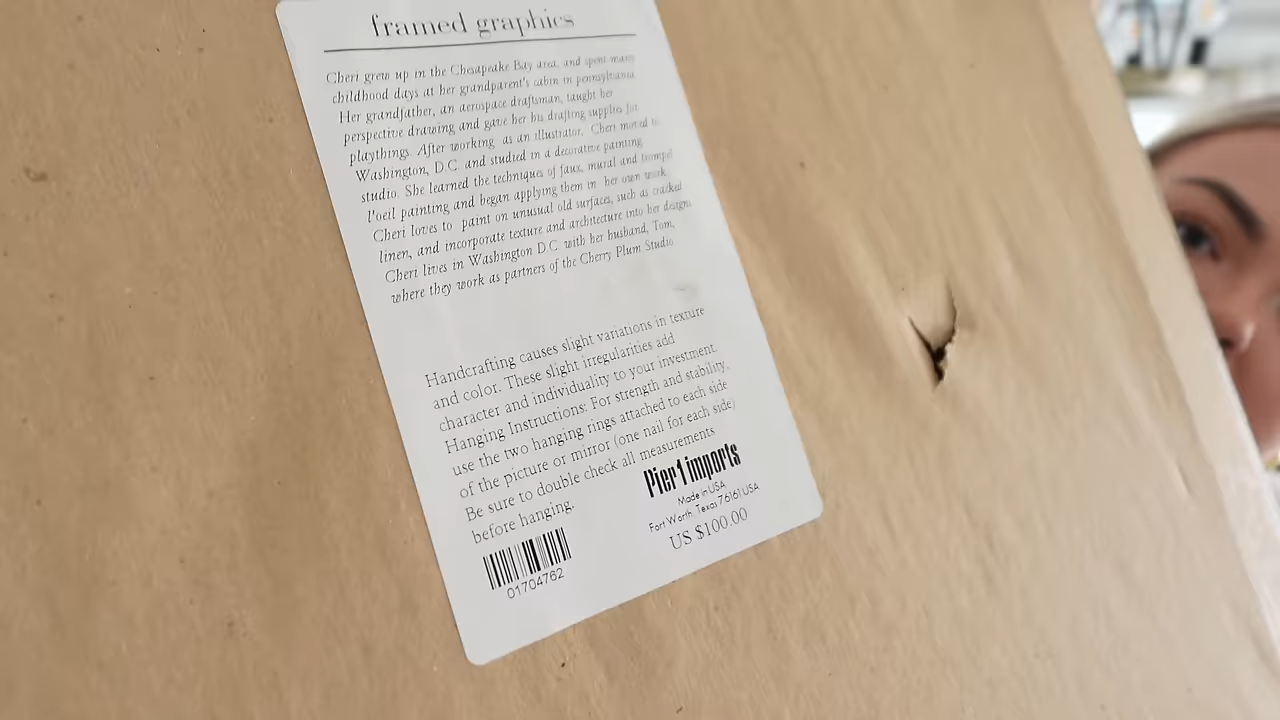 framed graphics
Cheri grew up in the Chesapeake Bay area, and spent many
childhood days at her grandparent's cabin in pennsylvania
Her grandfather, an aerospace draftsman, taught her
perspective drawing and gave her his drafting supplies for
playthings. After working as an illustrator. Cheri moved to
Washington, D.C. and studied in a decorative painting
studio. She learned the techniques of faux, mural and trompe
l'oeil painting and began applying them in her own work.
Cheri loves to paint on unusual old surfaces, such as cracked
linen, and incorporate texture and architecture into her designs
Cheri lives in Washington D.C. with her husband, Tom,
where they work as partners of the Cherry Plum Studio
Handcrafting causes slight variations in texture
and color. These slight irregularities add
character and individuality to your investment.
Hanging Instructions: For strength and stability,
use the two hanging rings attached to each side
of the picture or mirror (one nail for each side)
Be sure to double check all measurements
before hanging.
Pier 1 imports
Made in USA
Fort Worth, Texas 76161 USA
US $100.00
01704762